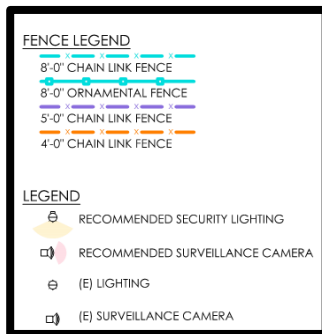 FENCE LEGEND
8'-0" CHAIN LINK FENCE
8'-0" ORNAMENTAL FENCE
5'-0" CHAIN LINK FENCE
4'-0" CHAIN LINK FENCE
LEGEND
RECOMMENDED SECURITY LIGHTING
RECOMMENDED SURVEILLANCE CAMERA
(E) LIGHTING
(E) SURVEILLANCE CAMERA